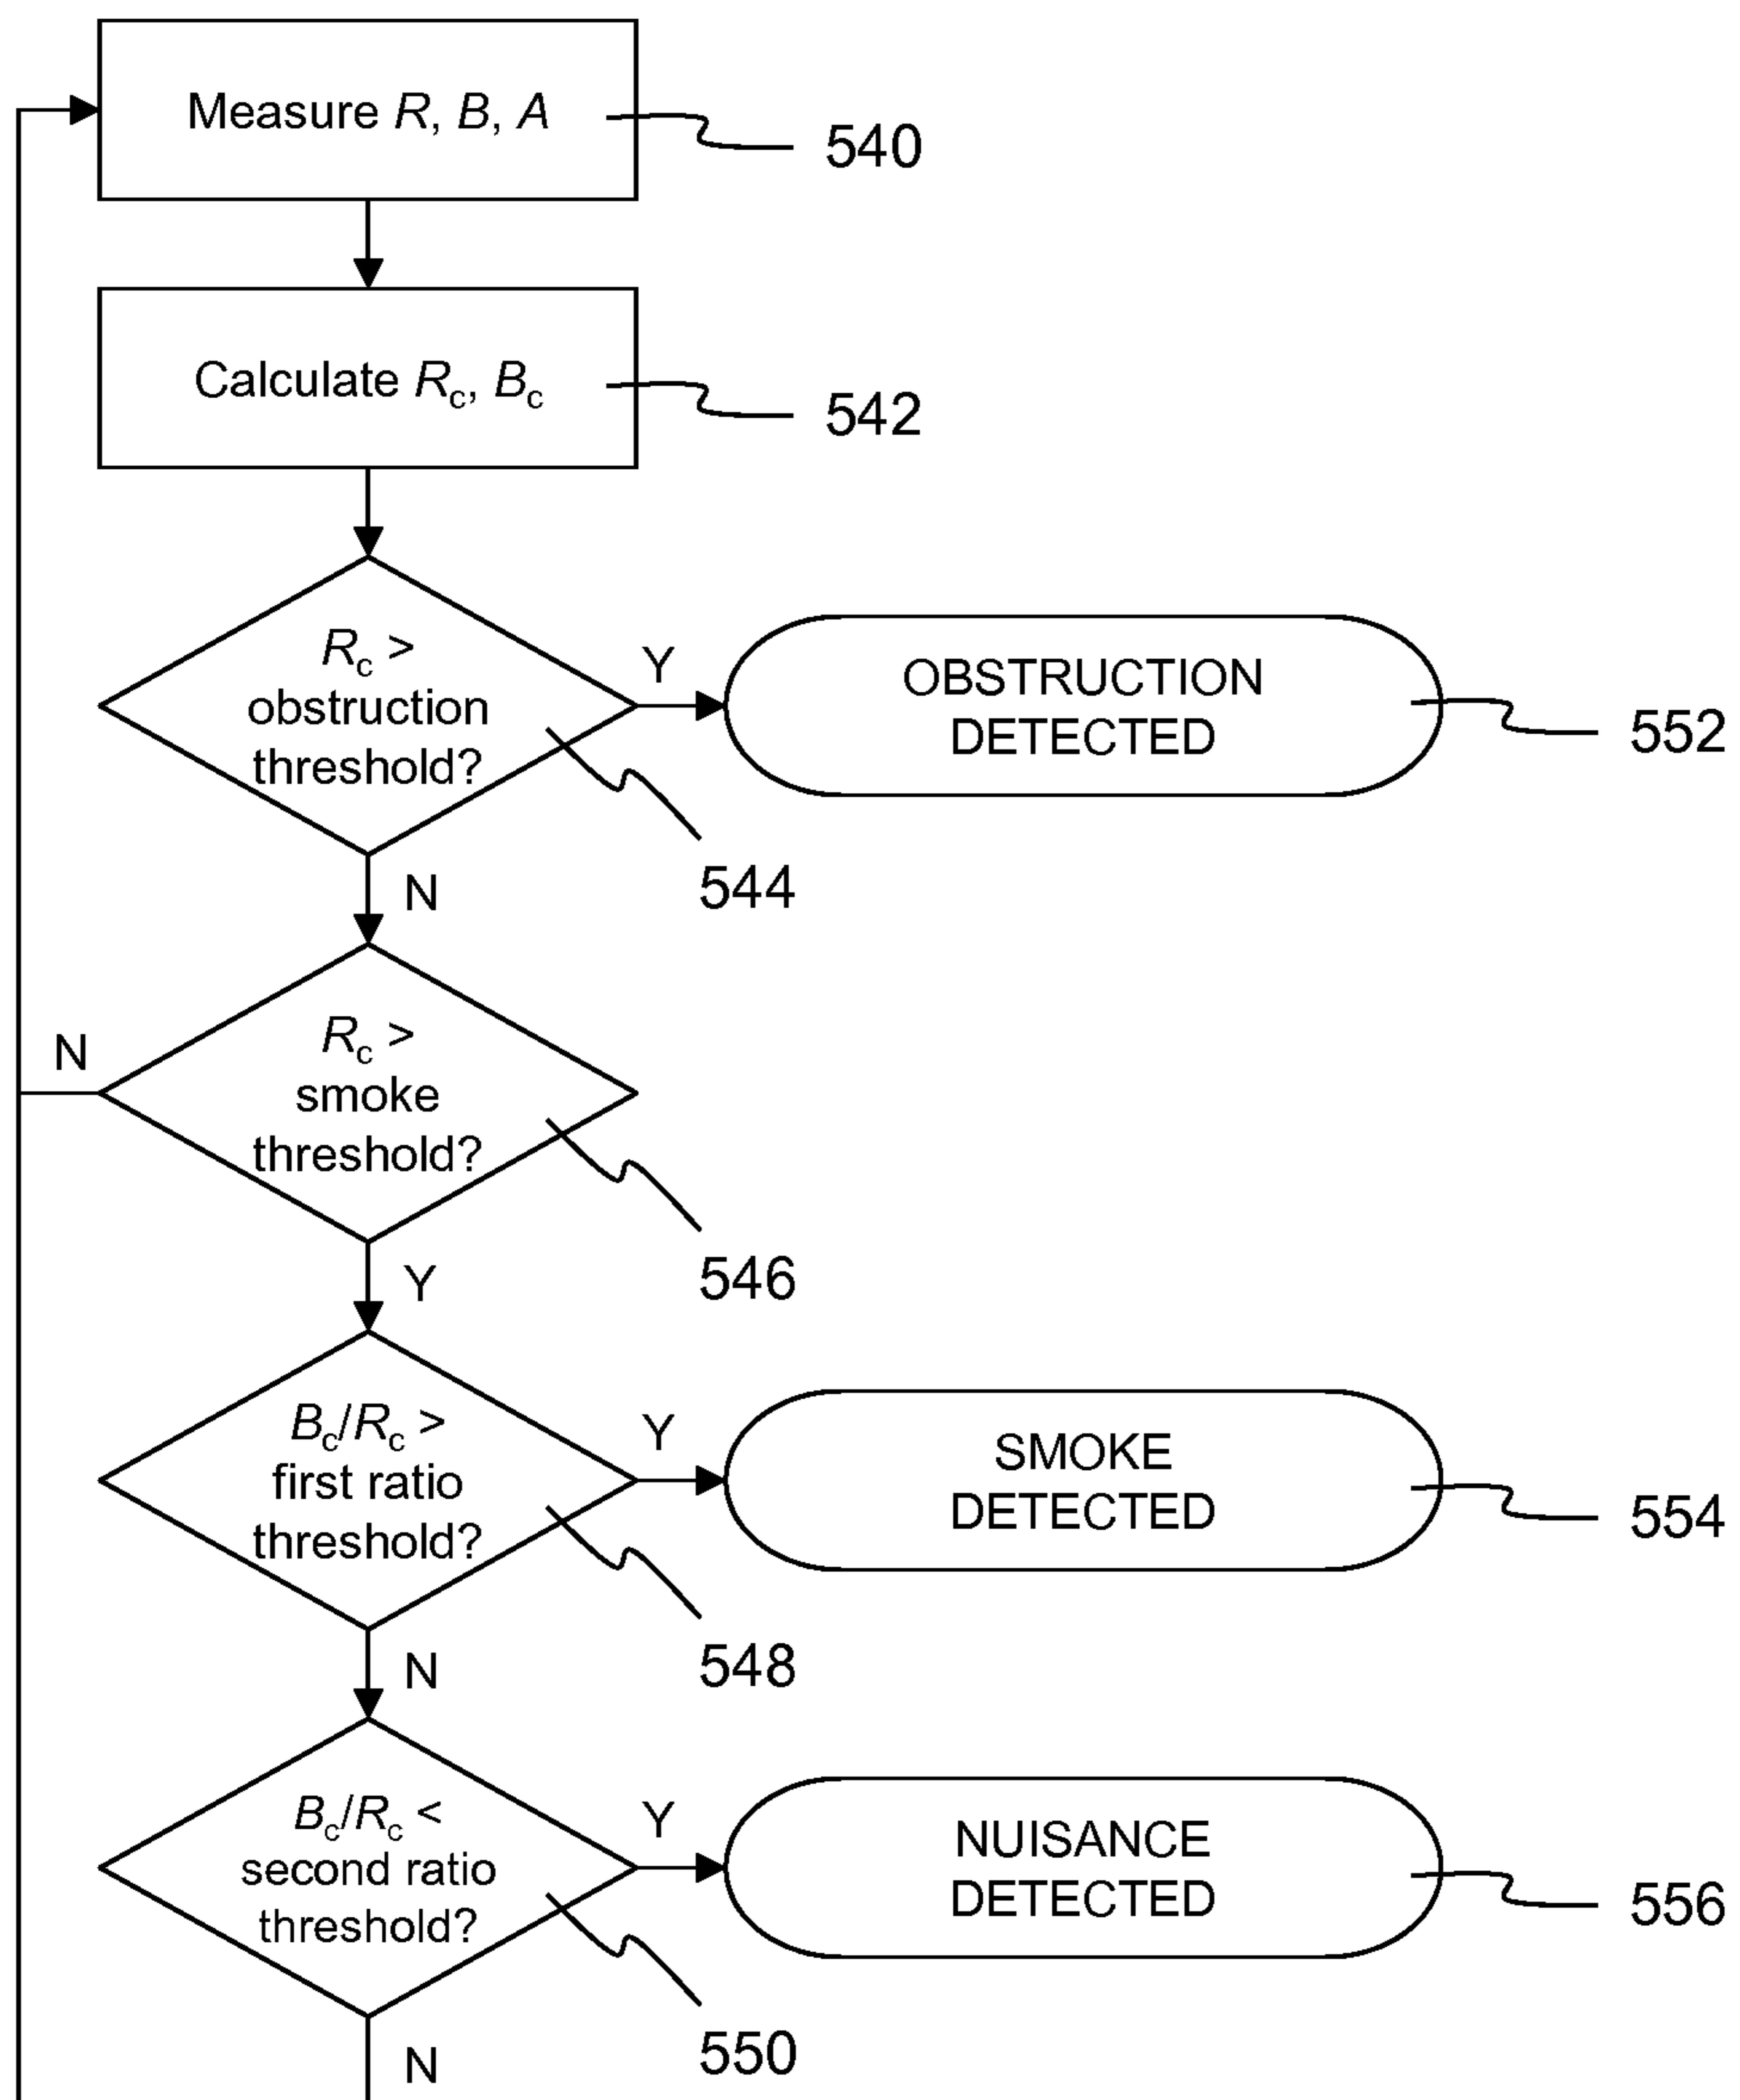 Measure R, B, A
540
Calculate Rc, Bc
542
Rc >
obstruction
threshold?
Y
OBSTRUCTION
DETECTED
552
544
N
Rc >
smoke
threshold?
N
546
Y
Bc/Rc >
first ratio
threshold?
Y
SMOKE
DETECTED
554
548
N
Bc/Rc <
second ratio
threshold?
Y
NUISANCE
DETECTED
556
550
N